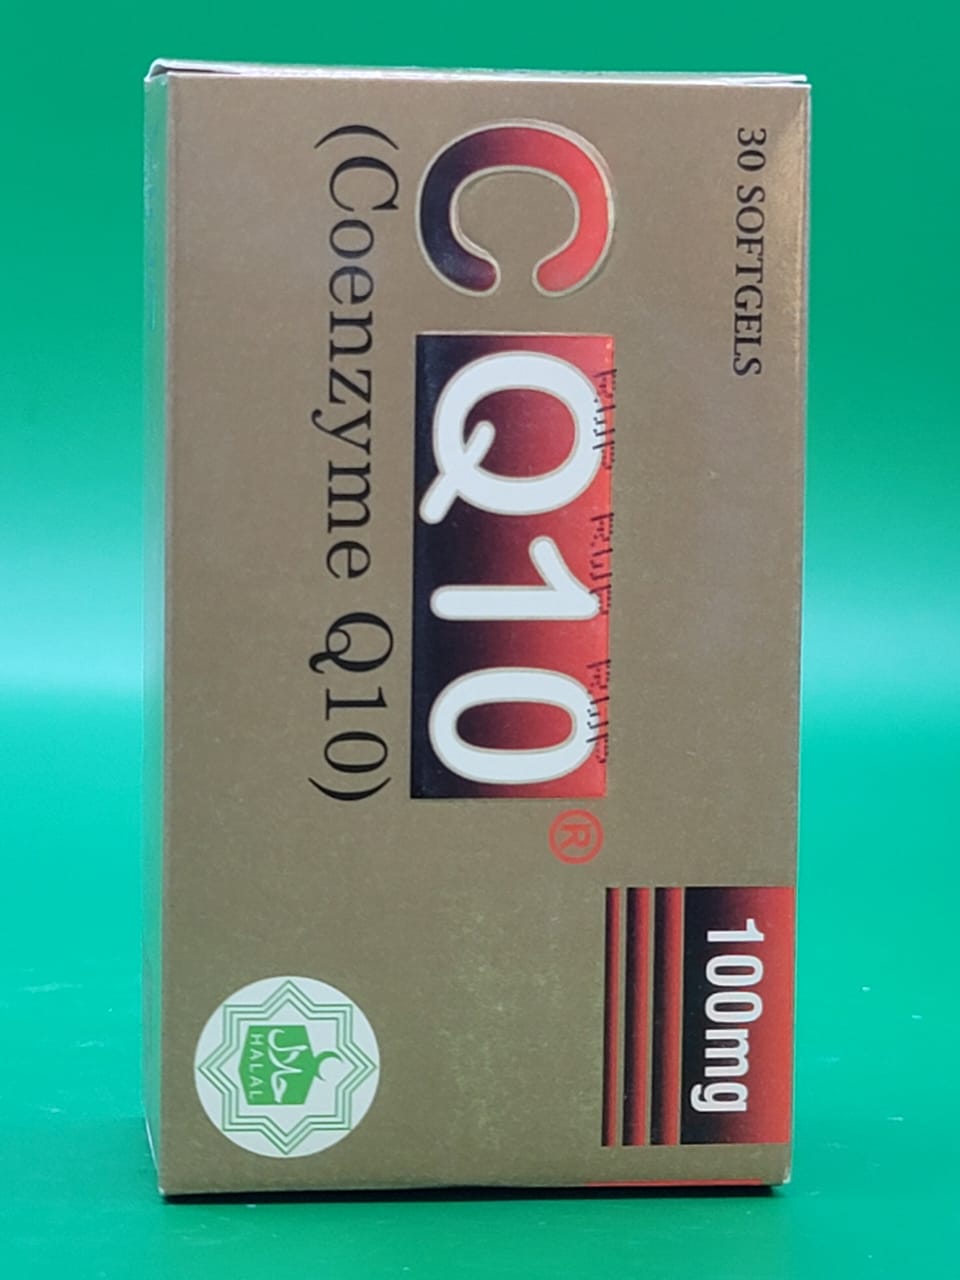 30 SOFTGELS
100mg
CQ10®
(Coenzyme Q10)
حلال
HALAL